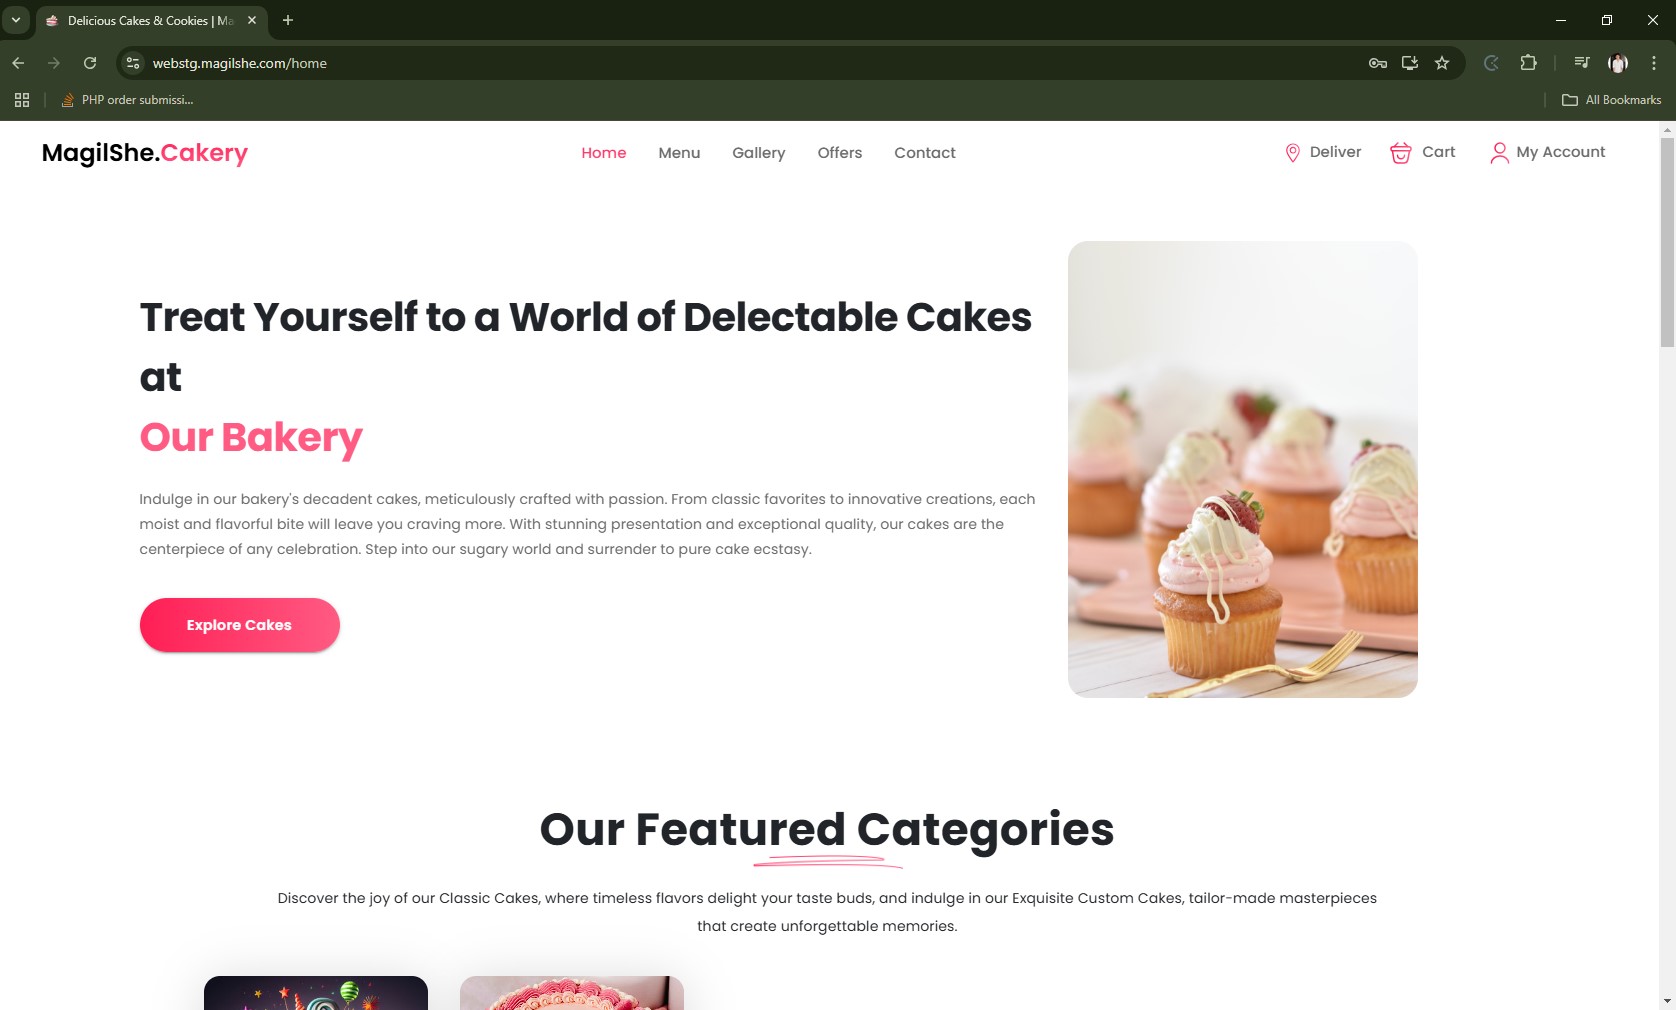 Delicious Cakes & Cookies | Ma
webstg.magilshe.com/home
PHP order submissi...
All Bookmarks
MagilShe.Cakery
Home
Menu
Gallery
Offers
Contact
Deliver
Cart
My Account
Treat Yourself to a World of Delectable Cakes
at
Our Bakery
Indulge in our bakery's decadent cakes, meticulously crafted with passion. From classic favorites to innovative creations, each
moist and flavorful bite will leave you craving more. With stunning presentation and exceptional quality, our cakes are the
centerpiece of any celebration. Step into our sugary world and surrender to pure cake ecstasy.
Explore Cakes
Our Featured Categories
Discover the joy of our Classic Cakes, where timeless flavors delight your taste buds, and indulge in our Exquisite Custom Cakes, tailor-made masterpieces
that create unforgettable memories.